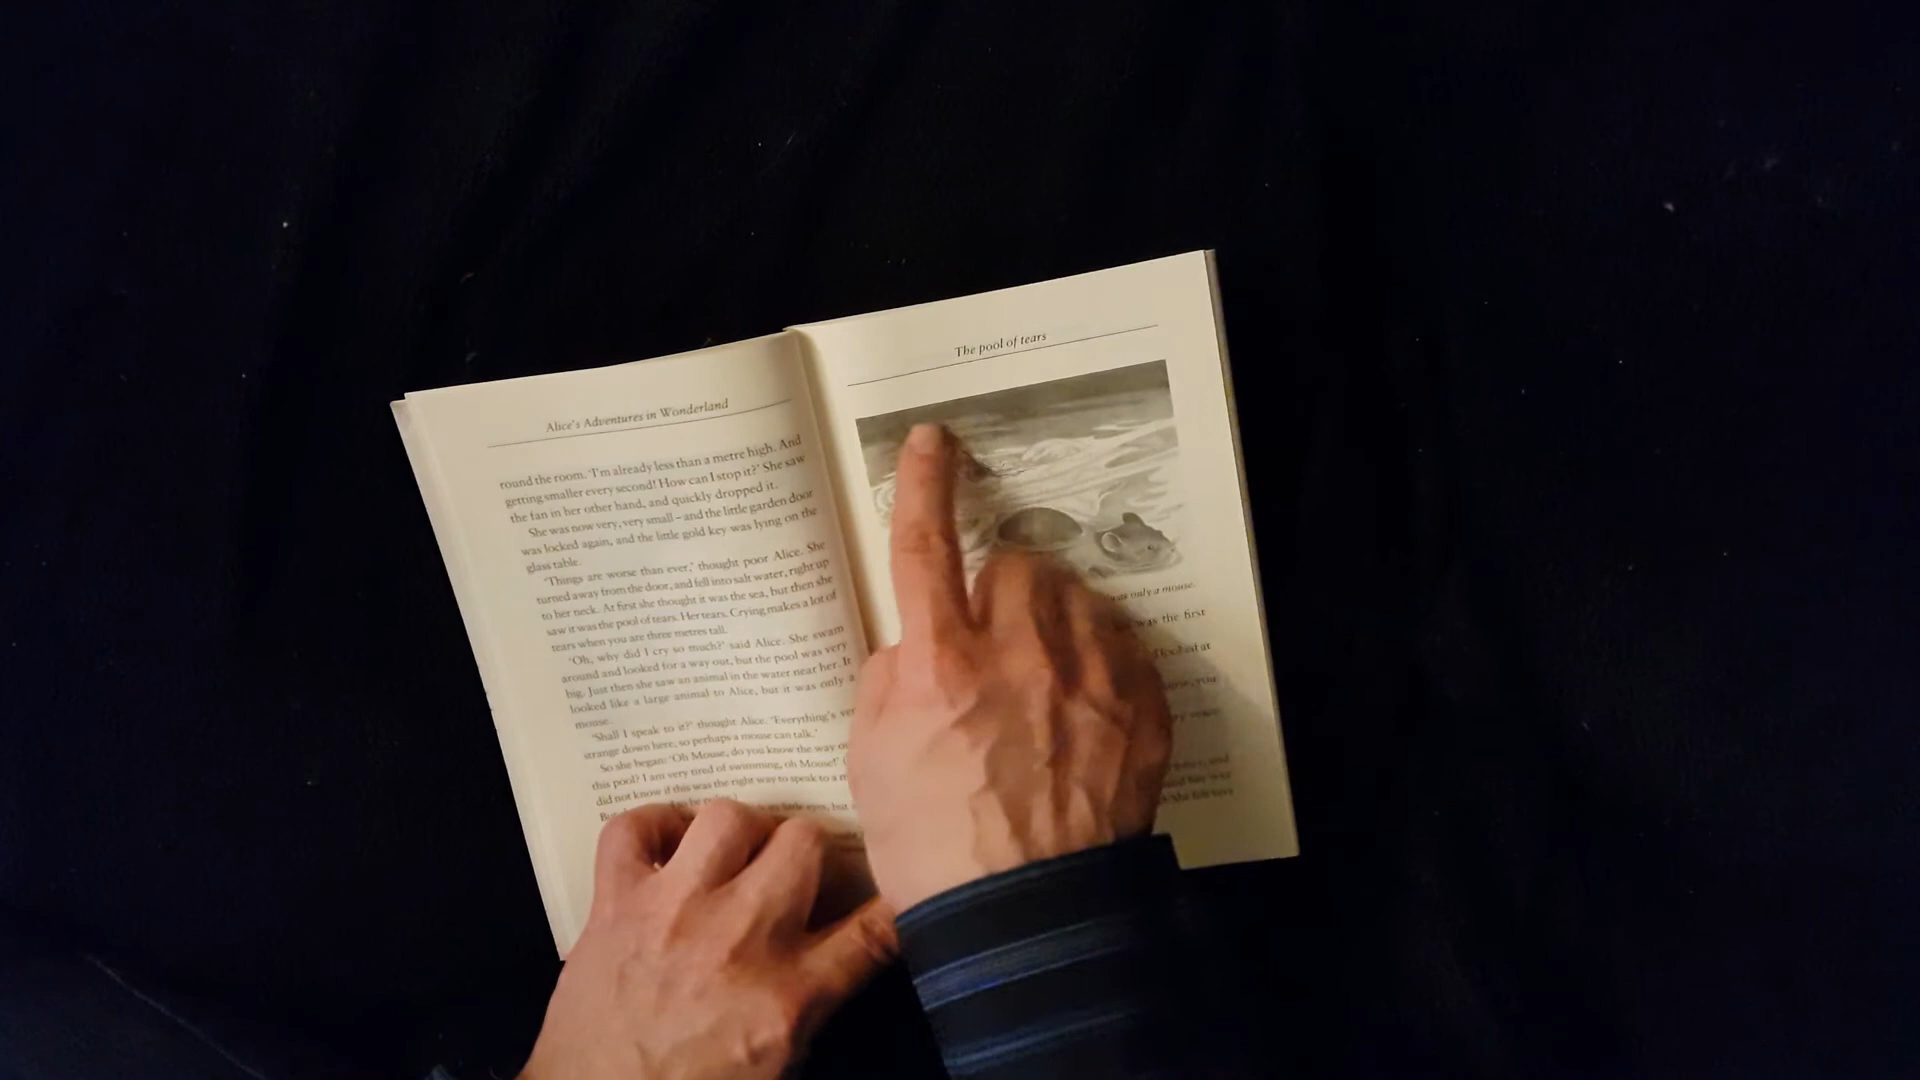 Alice's Adventures in Wonderland
round the room. 'I'm already less than a metre high. And
getting smaller every second! How can I stop it?' She saw
the fan in her other hand, and quickly dropped it.
She was now very, very small – and the little garden door
was locked again, and the little gold key was lying on the
glass table.
'Things are worse than ever,' thought poor Alice. She
turned away from the door, and fell into salt water, right up
to her neck. At first she thought it was the sea, but then she
saw it was the pool of tears. Her tears. Crying makes a lot of
tears when you are three metres tall.
'Oh, why did I cry so much?' said Alice. She swam
around and looked for a way out, but the pool was very
big. Just then she saw an animal in the water near her. It
looked like a large animal to Alice, but it was only a
mouse.
'Shall I speak to it?' thought Alice. 'Everything's
strange down here, so perhaps a mouse can talk.'
So she began: 'Oh Mouse, do you know the way
this pool? I am very tired of swimming, oh Mouse!'
did not know if this was the right way to speak to a
little eyes, but
The pool of tears
was only a mouse.
was the first
looked at
you
voice
and